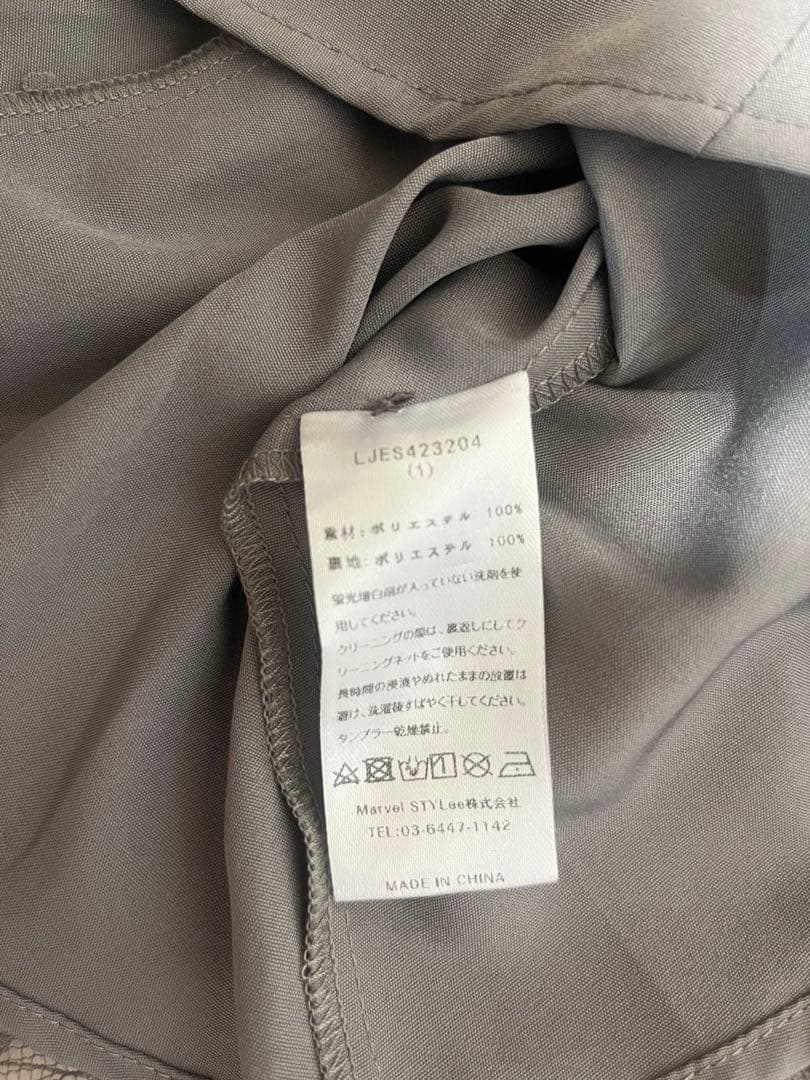 LJES423204
(1)
素材: ポリエステル 100%
裏地: ポリエステル 100%
蛍光増白剤が入っていない洗剤を使
用してください。
クリーニングの際は、裏返しにしてク
リーニングネットをご使用ください。
長時間の浸漬やぬれたままの放置は
避け、洗濯後すばやく干してください。
タンブラー乾燥禁止。
Marvel STYLee株式会社
TEL:03-6447-1142
MADE IN CHINA